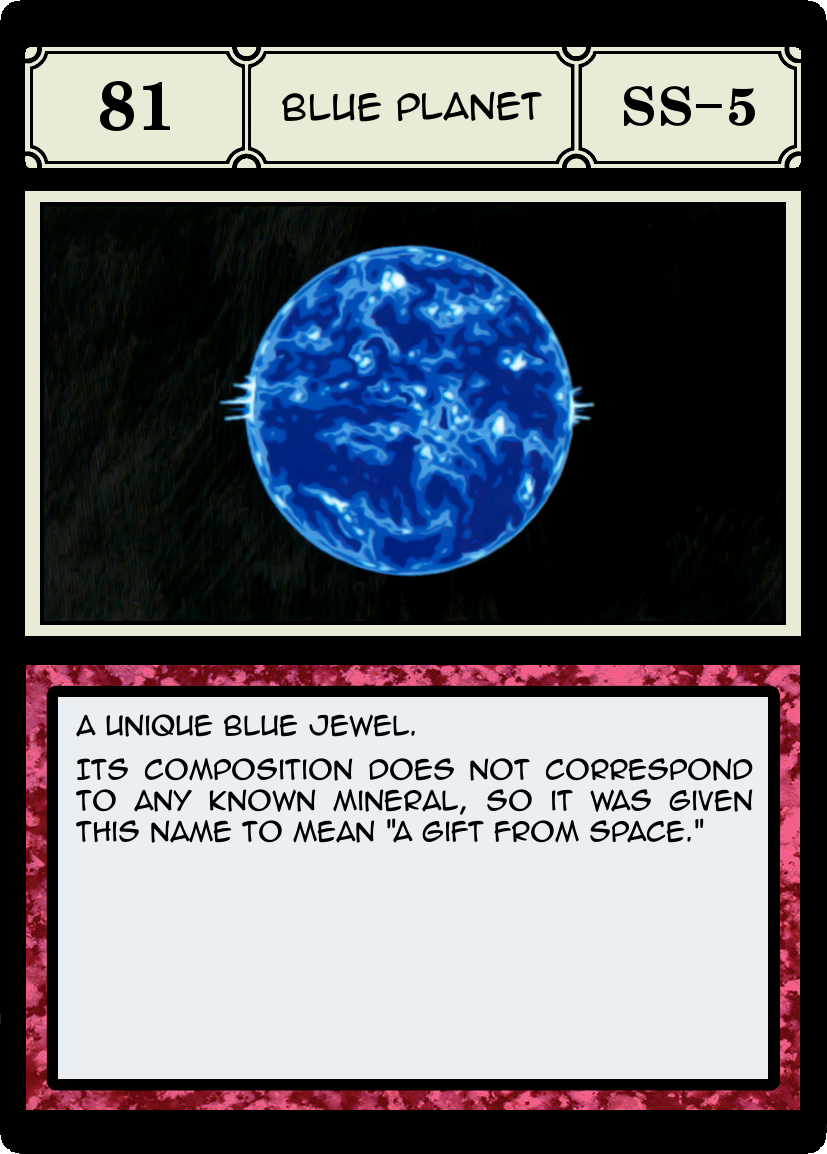 81
BLUE PLANET
SS-5
A UNIQUE BLUE JEWEL.
ITS COMPOSITION DOES NOT CORRESPOND
TO ANY KNOWN MINERAL, SO IT WAS GIVEN
THIS NAME TO MEAN "A GIFT FROM SPACE."